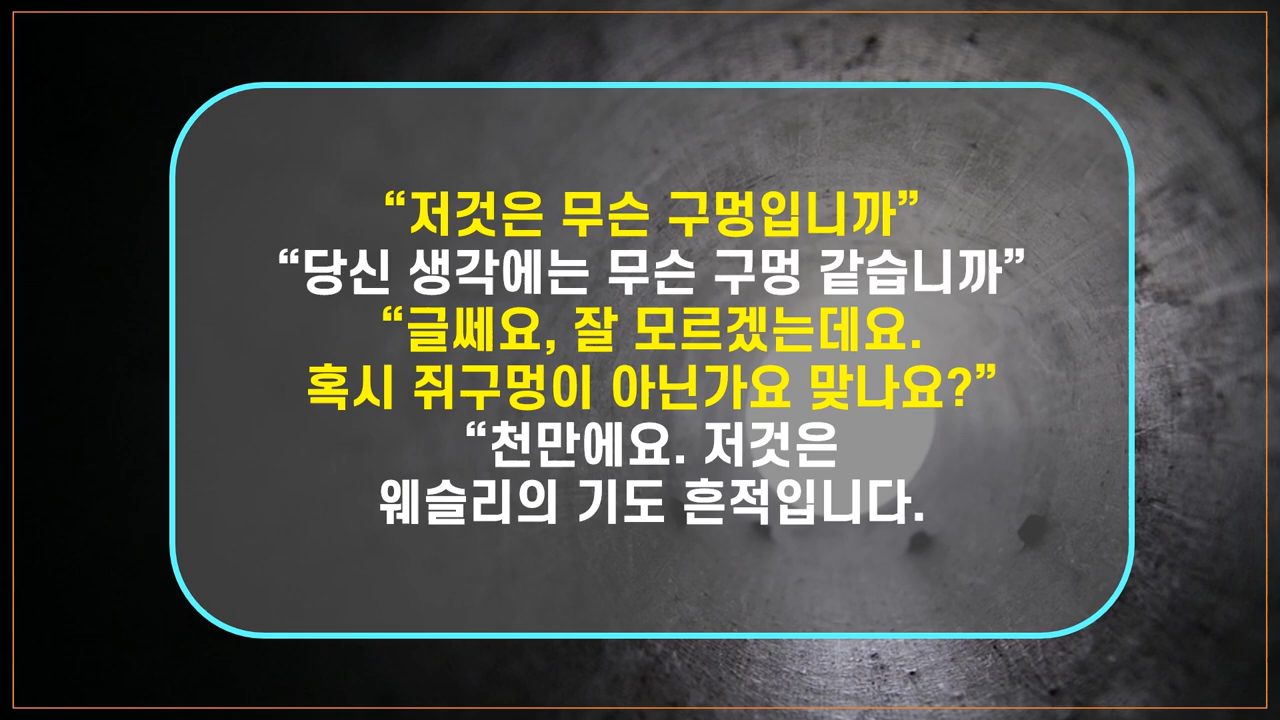 “저것은 무슨 구멍입니까”
“당신 생각에는 무슨 구멍 같습니까”
“글쎄요, 잘 모르겠는데요.
혹시 쥐구멍이 아닌가요 맞나요?”
“천만에요. 저것은
웨슬리의 기도 흔적입니다.